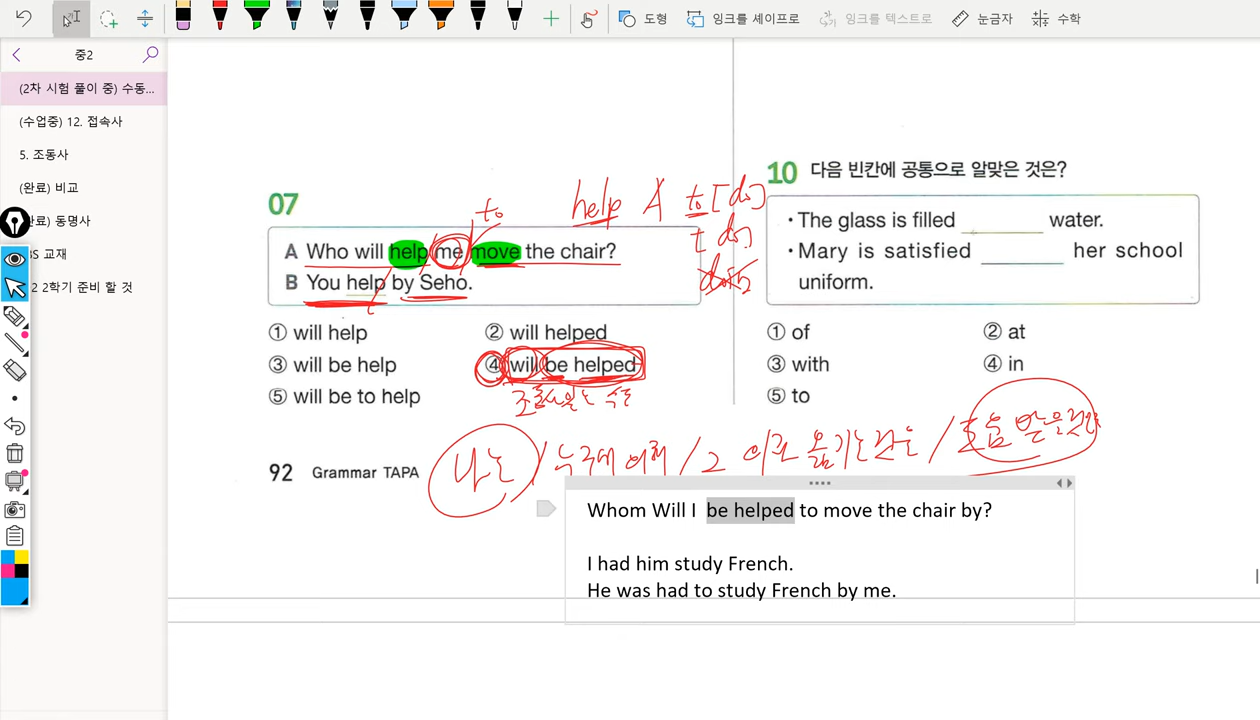 도형
잉크를 셰이프로
잉크를 텍스트로
눈금자
수학
중2
(2차 시험 풀이 중) 수동...
(수업중) 12. 접속사
5. 조동사
(완료) 비교
완료) 동명사
BS 교재
2 2학기 준비 할 것
07
to
help A to [do]
[do]
A Who will help me move the chair?
B You help by Seho.
① will help
② will helped
③ will be help
④ will be helped
⑤ will be to help
나는 / 누구에 의해 / 그 의자 옮기는 것을 / 도움 받을 것인가
92 Grammar TAPA
10 다음 빈칸에 공통으로 알맞은 것은?
• The glass is filled ______ water.
• Mary is satisfied ______ her school
uniform.
① of
② at
③ with
④ in
⑤ to
Whom Will I be helped to move the chair by?
I had him study French.
He was had to study French by me.